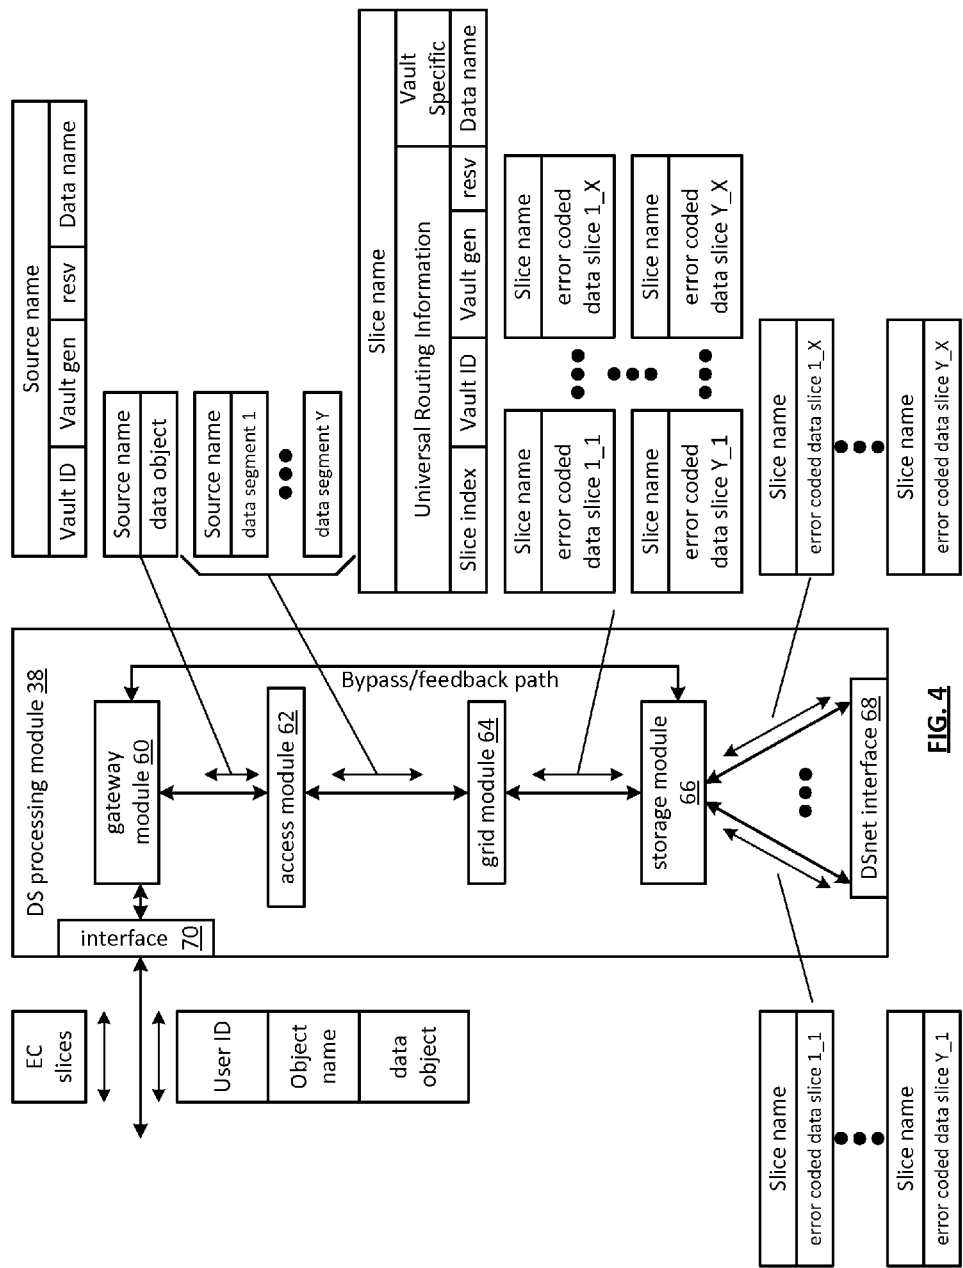 Source name
Vault ID
Vault gen
resv
Data name
Source name
data object
Source name
data segment 1
data segment Y
Slice name
Universal Routing Information
Vault
Specific
Slice index
Vault ID
Vault gen
resv
Data name
Slice name
error coded
data slice 1_1
Slice name
error coded
data slice 1_X
Slice name
error coded
data slice Y_1
Slice name
error coded
data slice Y_X
EC
slices
User ID
Object
name
data
object
DS processing module 38
interface 70
gateway
module 60
access module 62
Bypass/feedback path
grid module 64
storage module
66
DSnet interface 68
Slice name
error coded data slice 1_1
Slice name
error coded data slice Y_1
Slice name
error coded data slice 1_X
Slice name
error coded data slice Y_X
FIG. 4